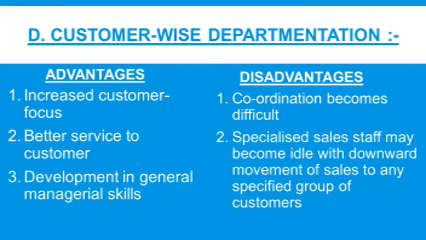 D. CUSTOMER-WISE DEPARTMENTATION :-
ADVANTAGES
1. Increased customer-
focus
2. Better service to
customer
3. Development in general
managerial skills
DISADVANTAGES
1. Co-ordination becomes
difficult
2. Specialised sales staff may
become idle with downward
movement of sales to any
specified group of
customers